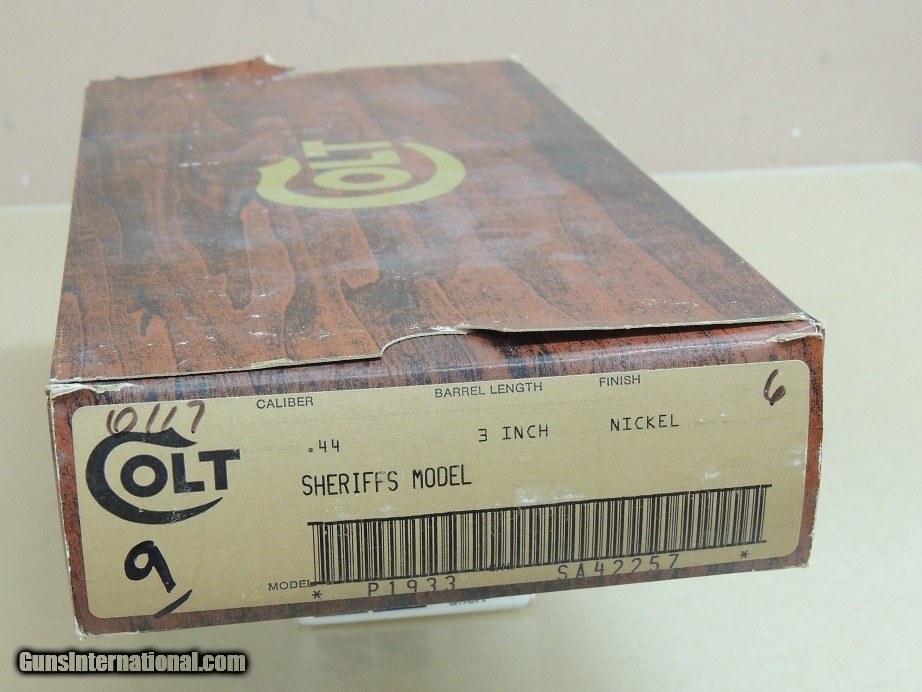 COLT
6117
CALIBER
BARREL LENGTH
FINISH
6
.44
3 INCH
NICKEL
COLT
SHERIFFS MODEL
9
MODEL
* P1933 SA42257 *
GunsInternational.com